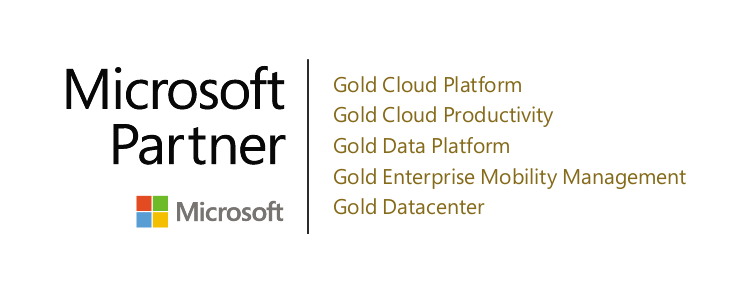 Microsoft
Partner
Microsoft
Gold Cloud Platform
Gold Cloud Productivity
Gold Data Platform
Gold Enterprise Mobility Management
Gold Datacenter